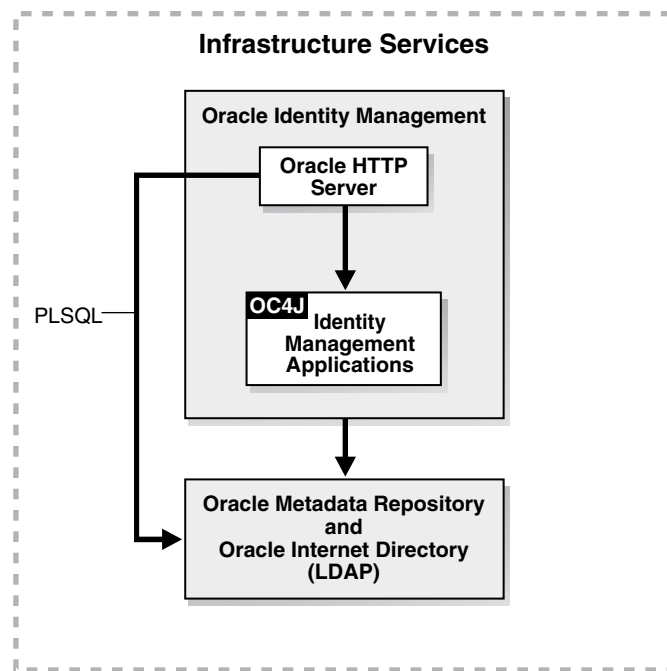 Infrastructure Services
Oracle Identity Management
Oracle HTTP
Server
OC4J
Identity
Management
Applications
PLSQL
Oracle Metadata Repository
and
Oracle Internet Directory
(LDAP)